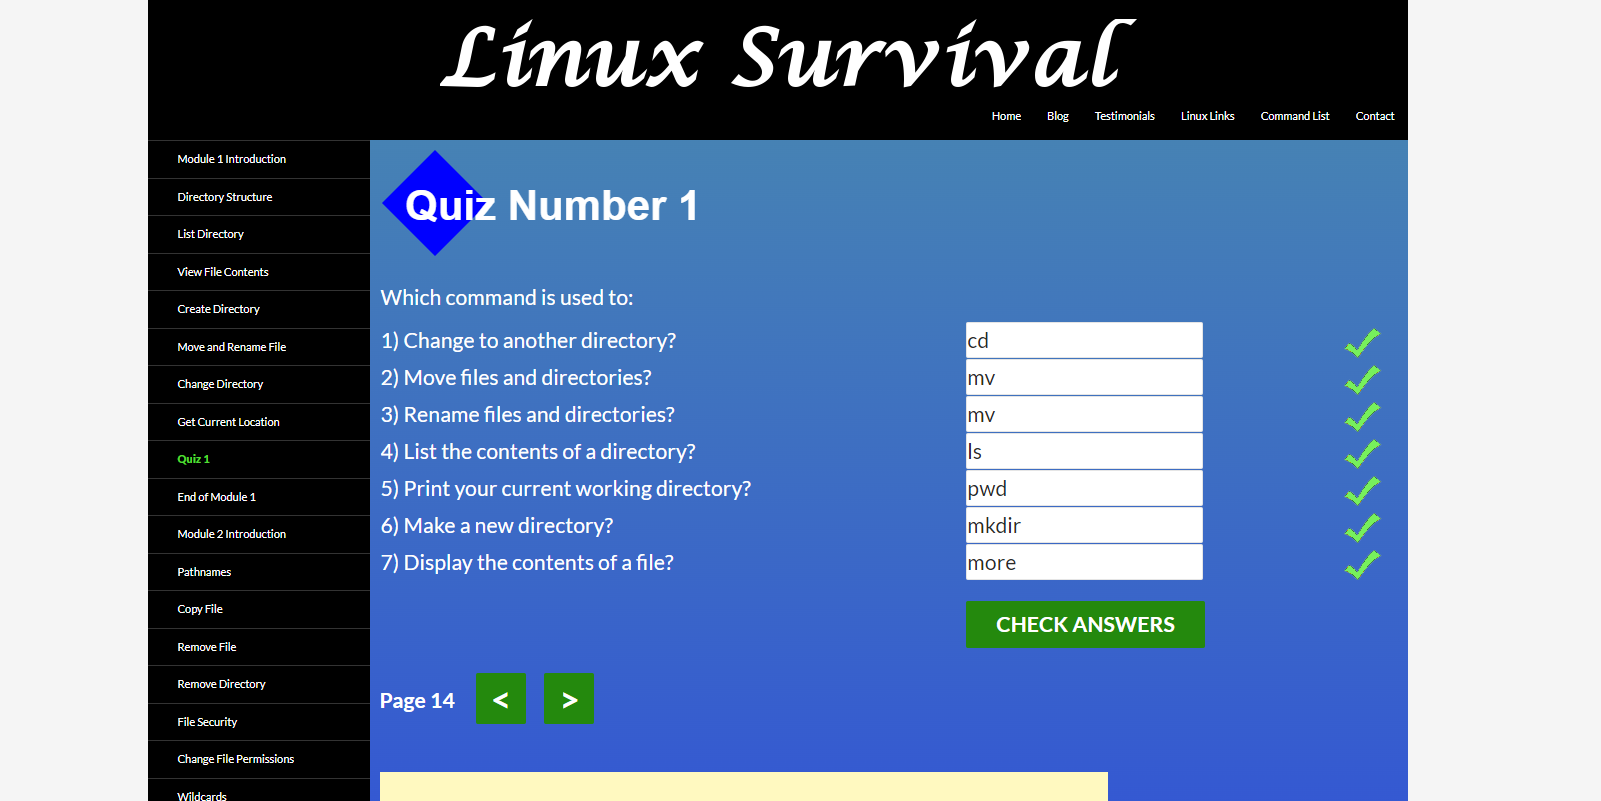 Linux Survival
Home Blog Testimonials Linux Links Command List Contact
Module 1 Introduction
Directory Structure
List Directory
View File Contents
Create Directory
Move and Rename File
Change Directory
Get Current Location
Quiz 1
End of Module 1
Module 2 Introduction
Pathnames
Copy File
Remove File
Remove Directory
File Security
Change File Permissions
Wildcards
Quiz Number 1
Which command is used to:
1) Change to another directory? cd
2) Move files and directories? mv
3) Rename files and directories? mv
4) List the contents of a directory? ls
5) Print your current working directory? pwd
6) Make a new directory? mkdir
7) Display the contents of a file? more
CHECK ANSWERS
Page 14 < >